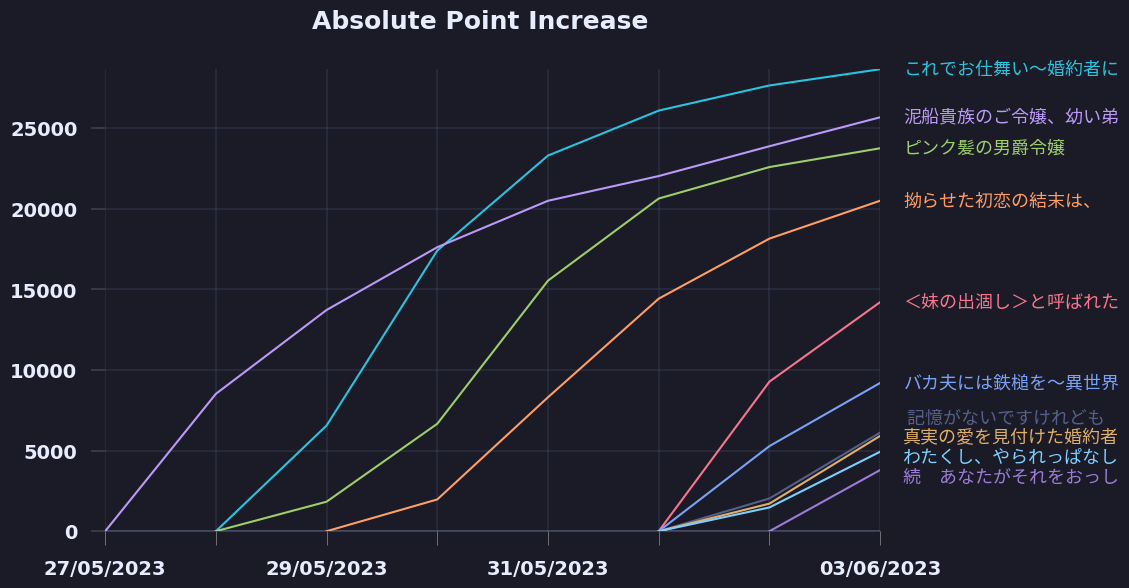 Absolute Point Increase
これでお仕舞い～婚約者に
泥船貴族のご令嬢、幼い弟
25000
ピンク髪の男爵令嬢
20000
拗らせた初恋の結末は、
15000
＜妹の出涸し＞と呼ばれた
10000
バカ夫には鉄槌を～異世界
記憶がないですけれども
真実の愛を見付けた婚約者
5000
わたくし、やられっぱなし
続　あなたがそれをおっし
0
27/05/2023
29/05/2023
31/05/2023
03/06/2023